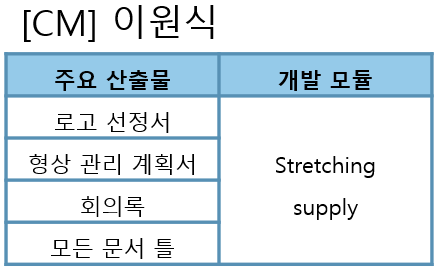 [CM] 이원식
주요 산출물 개발 모듈
로고 선정서
형상 관리 계획서
회의록
모든 문서 틀
Stretching
supply